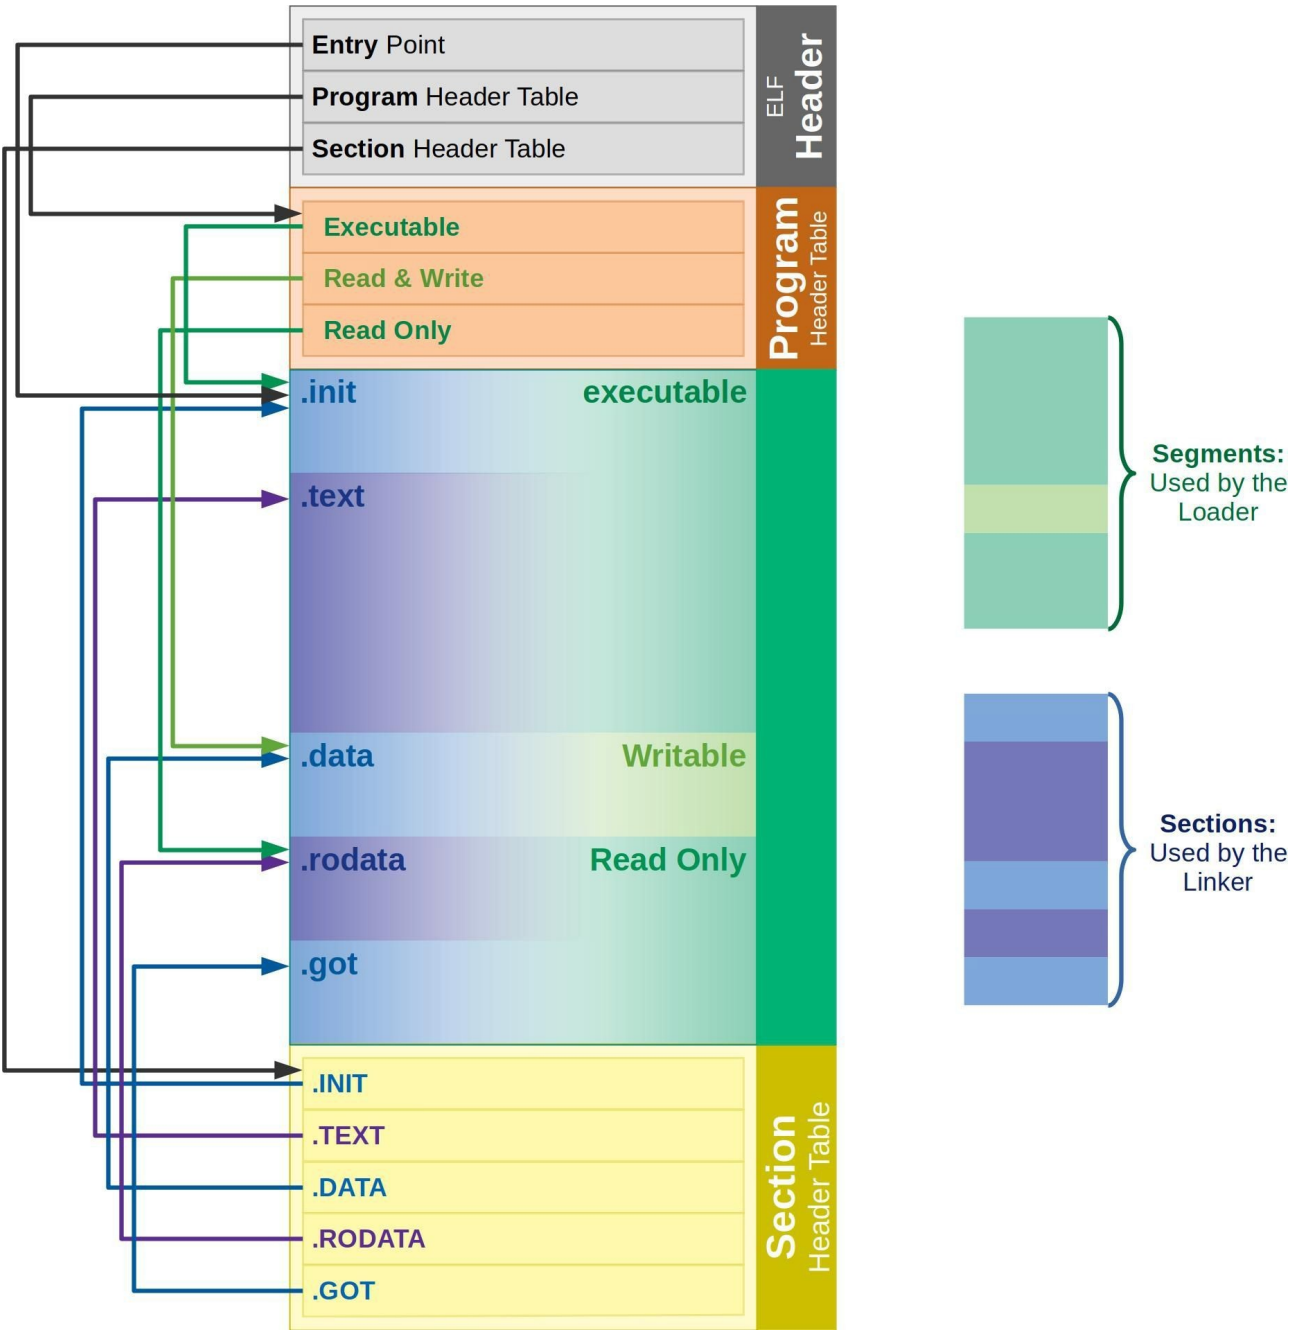 Entry Point
Program Header Table
Section Header Table
ELF
Header
Executable
Read & Write
Read Only
Program
Header Table
.init
executable
.text
.data
Writable
.rodata
Read Only
.got
.INIT
.TEXT
.DATA
.RODATA
.GOT
Section
Header Table
Segments:
Used by the
Loader
Sections:
Used by the
Linker